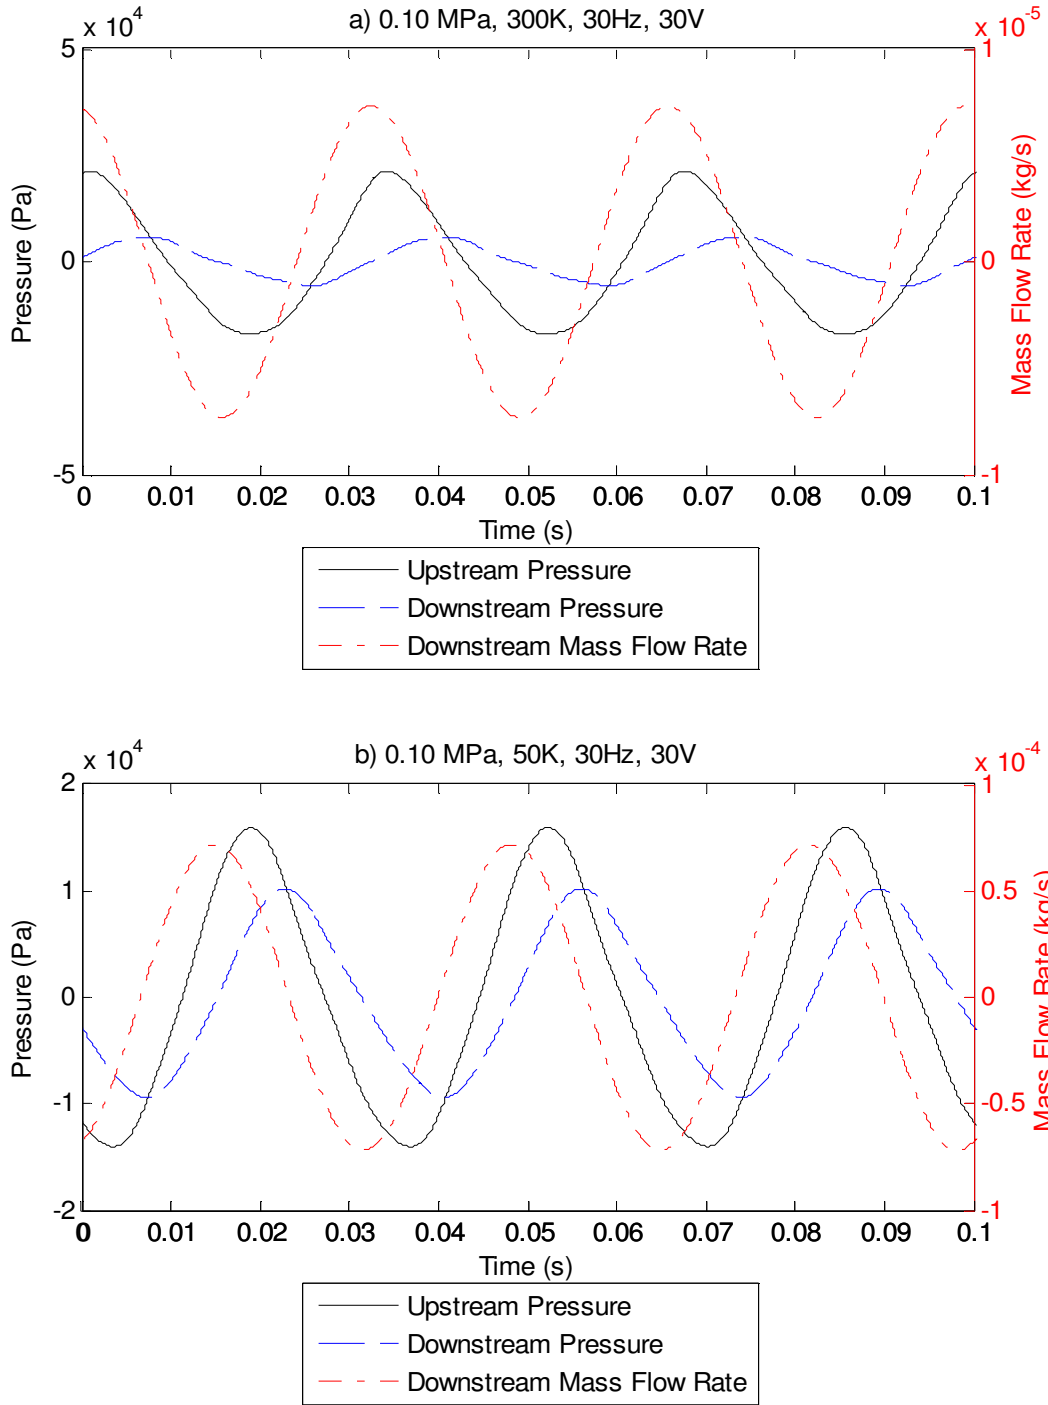 a) 0.10 MPa, 300K, 30Hz, 30V
x 10^4
x 10^-5
5
0
-5
Pressure (Pa)
1
0
-1
Mass Flow Rate (kg/s)
0 0.01 0.02 0.03 0.04 0.05 0.06 0.07 0.08 0.09 0.1
Time (s)
Upstream Pressure
Downstream Pressure
Downstream Mass Flow Rate
b) 0.10 MPa, 50K, 30Hz, 30V
x 10^4
x 10^-4
2
1
0
-1
-2
Pressure (Pa)
1
0.5
0
-0.5
-1
Mass Flow Rate (kg/s)
0 0.01 0.02 0.03 0.04 0.05 0.06 0.07 0.08 0.09 0.1
Time (s)
Upstream Pressure
Downstream Pressure
Downstream Mass Flow Rate